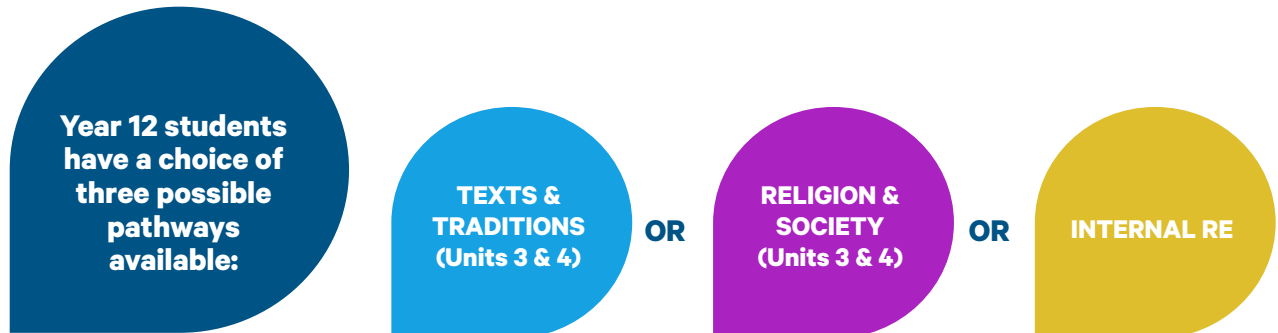 Year 12 students
have a choice of
three possible
pathways
available:
TEXTS &
TRADITIONS
(Units 3 & 4)
OR
RELIGION &
SOCIETY
(Units 3 & 4)
OR
INTERNAL RE